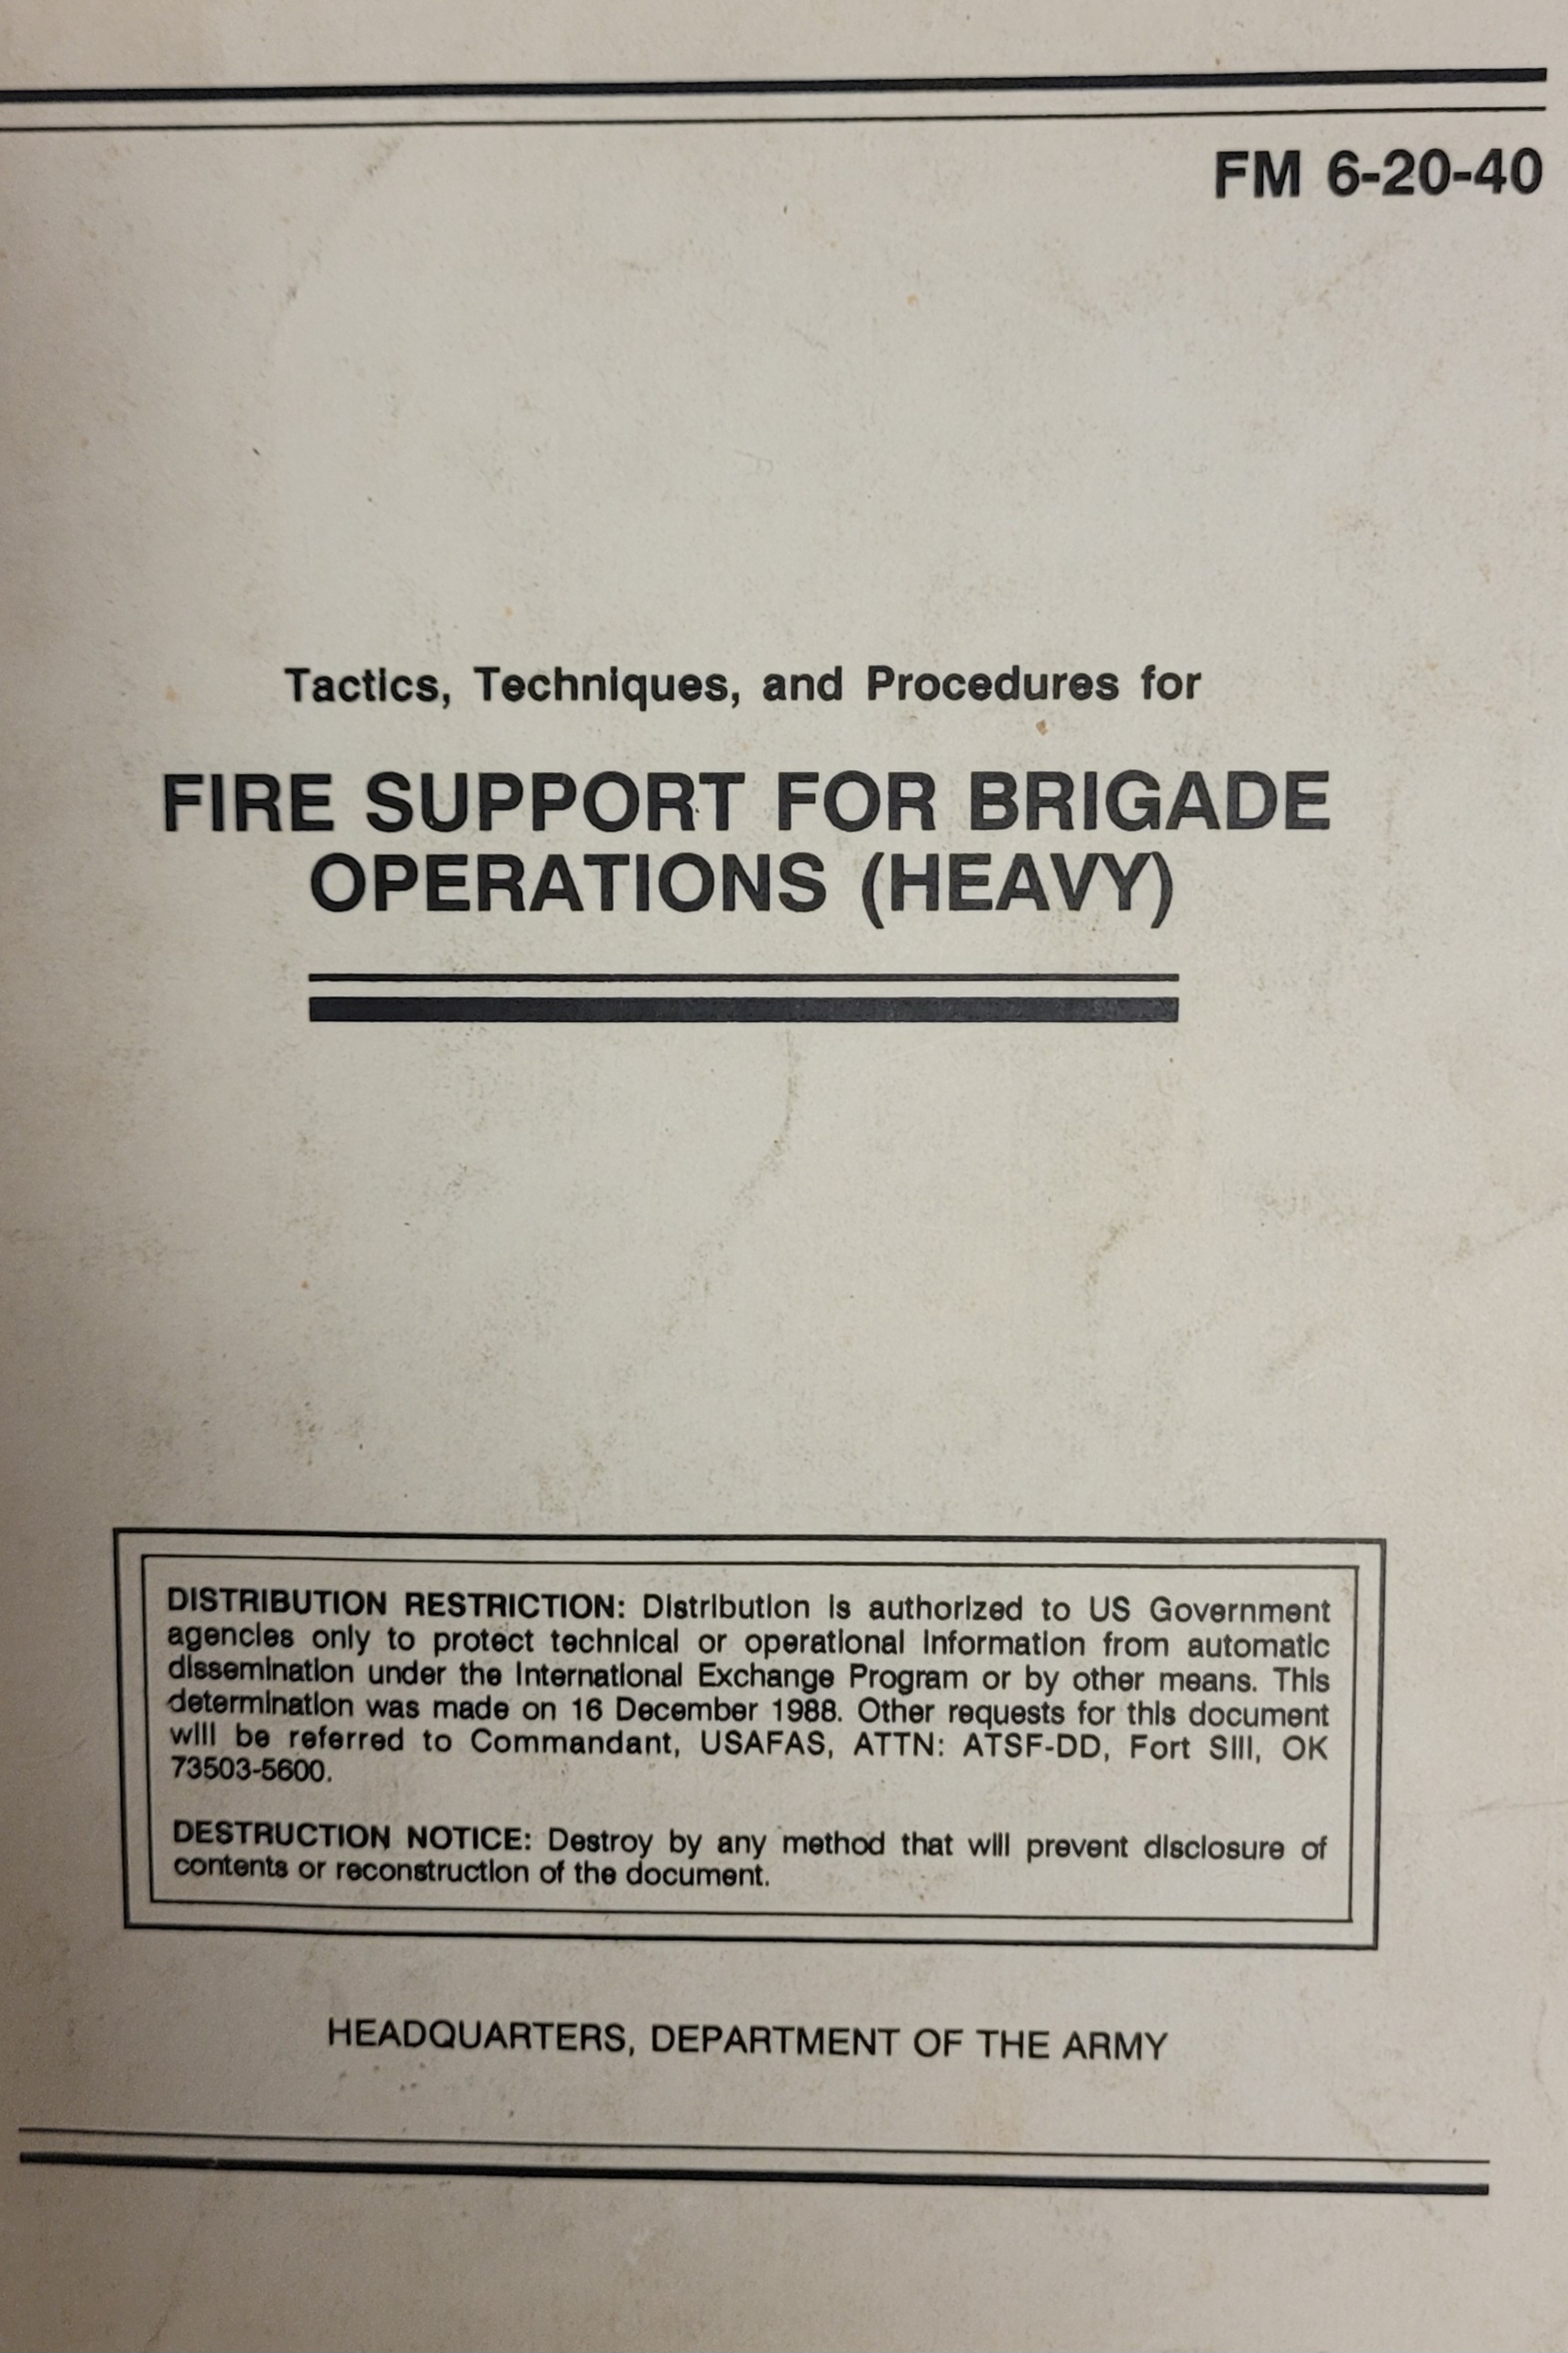 FM 6-20-40
Tactics, Techniques, and Procedures for
FIRE SUPPORT FOR BRIGADE
OPERATIONS (HEAVY)
DISTRIBUTION RESTRICTION: Distribution is authorized to US Government
agencies only to protect technical or operational information from automatic
dissemination under the International Exchange Program or by other means. This
determination was made on 16 December 1988. Other requests for this document
will be referred to Commandant, USAFAS, ATTN: ATSF-DD, Fort Sill, OK
73503-5600.
DESTRUCTION NOTICE: Destroy by any method that will prevent disclosure of
contents or reconstruction of the document.
HEADQUARTERS, DEPARTMENT OF THE ARMY